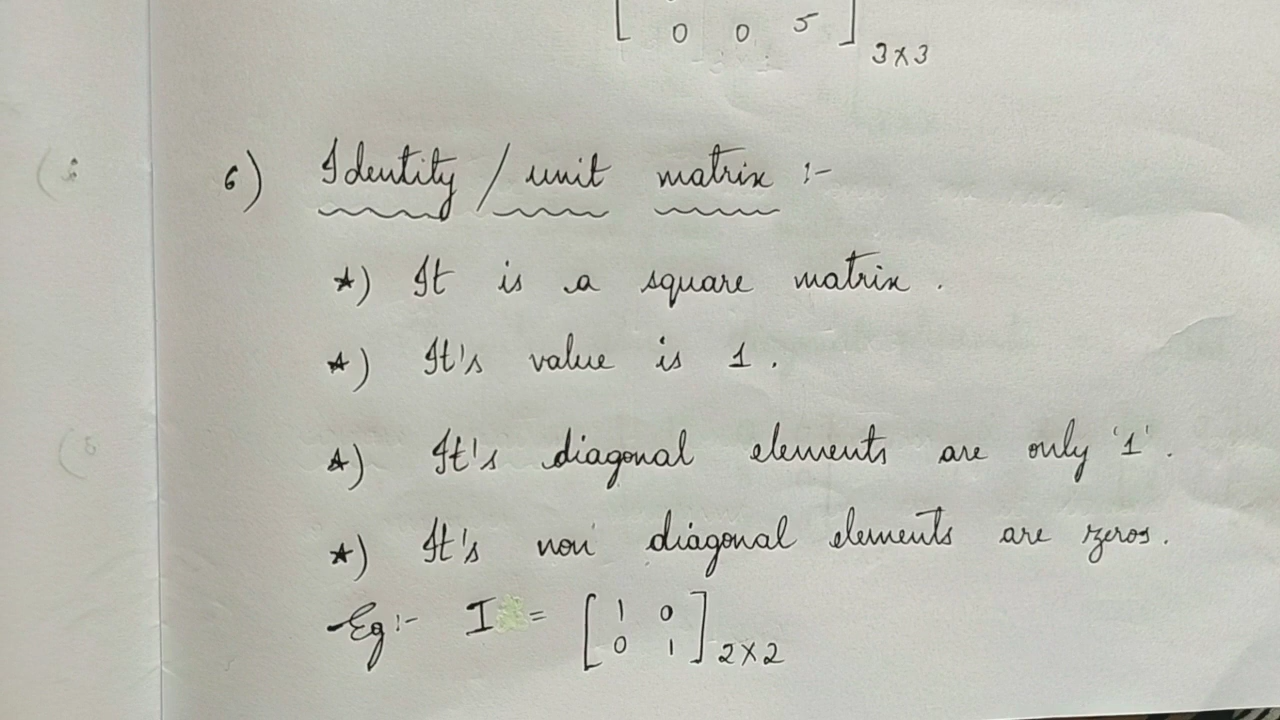 [ 0 0 5 ] 3×3
6) Identity / unit matrix :-
*) It is a square matrix .
*) It's value is 1 .
*) It's diagonal elements are only '1' .
*) It's non diagonal elements are zeros .
Eg :- I = [ 1 0
0 1 ] 2×2